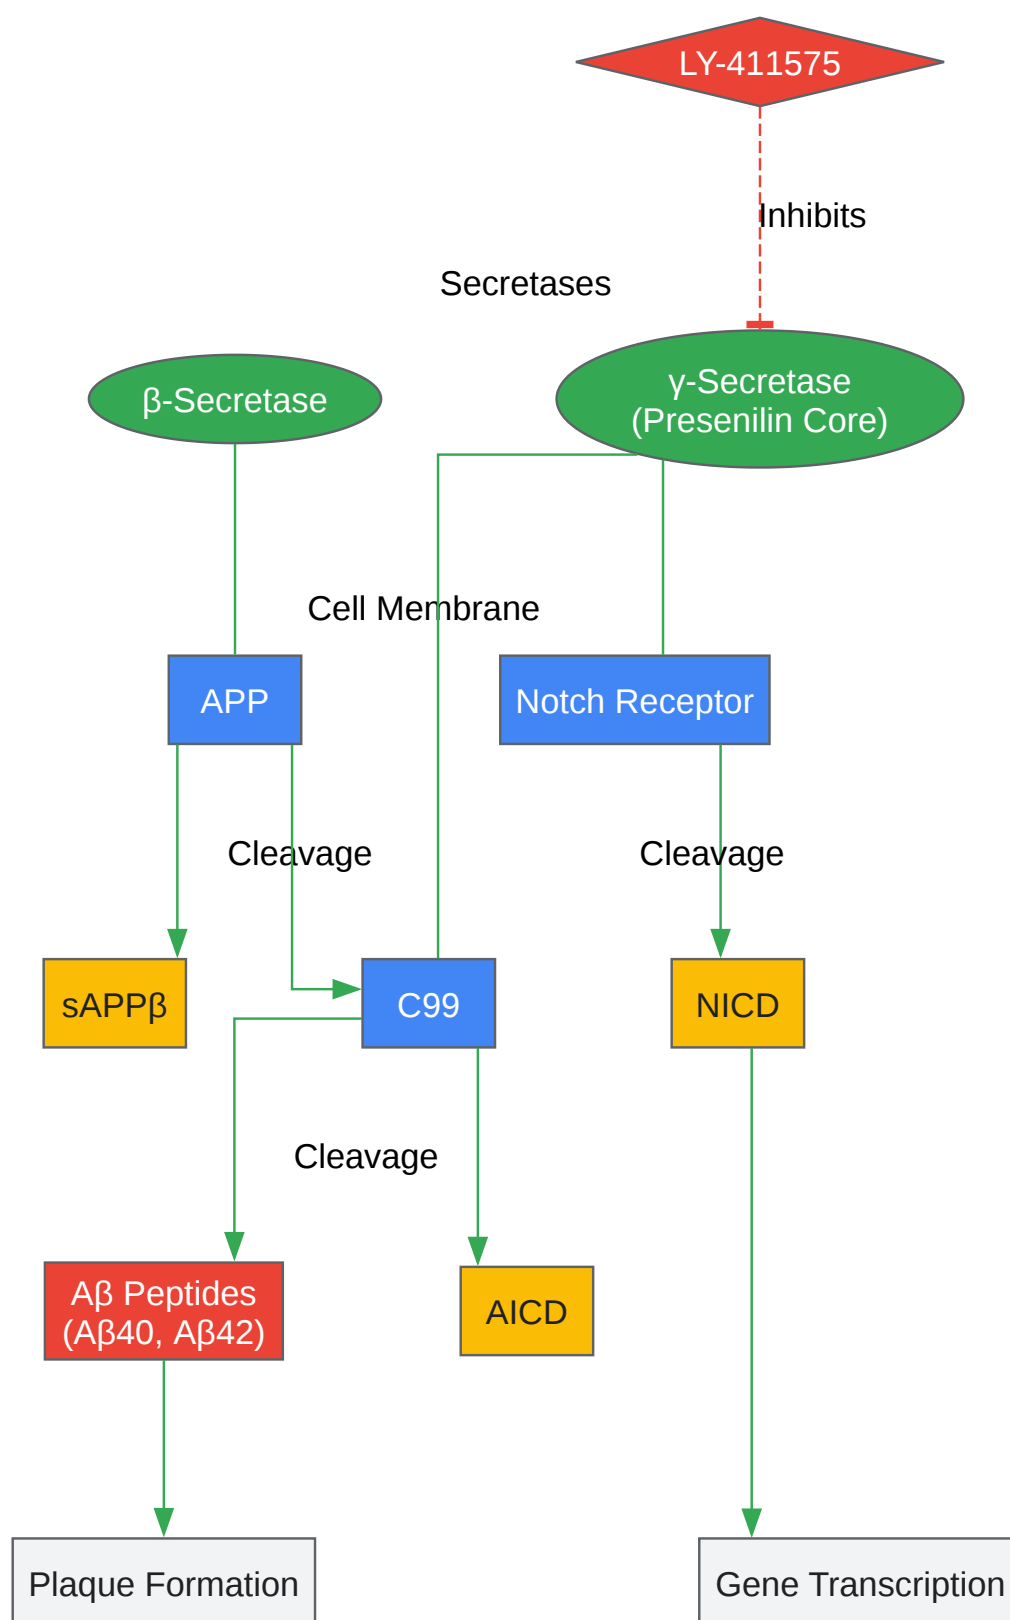 LY-411575
Inhibits
Secretases
β-Secretase
γ-Secretase
(Presenilin Core)
Cell Membrane
APP
Notch Receptor
Cleavage
Cleavage
sAPPβ
C99
NICD
Cleavage
Aβ Peptides
(Aβ40, Aβ42)
AICD
Plaque Formation
Gene Transcription